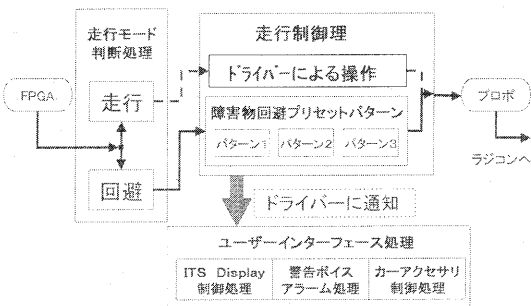 走行モード
判断処理
走行制御理
FPGA
走行
回避
ドライバーによる操作
障害物回避プリセットパターン
パターン1
パターン2
パターン3
プロポ
ラジコンへ
ドライバーに通知
ユーザーインターフェース処理
ITS Display
制御処理
警告ボイス
アラーム処理
カーアクセサリ
制御処理